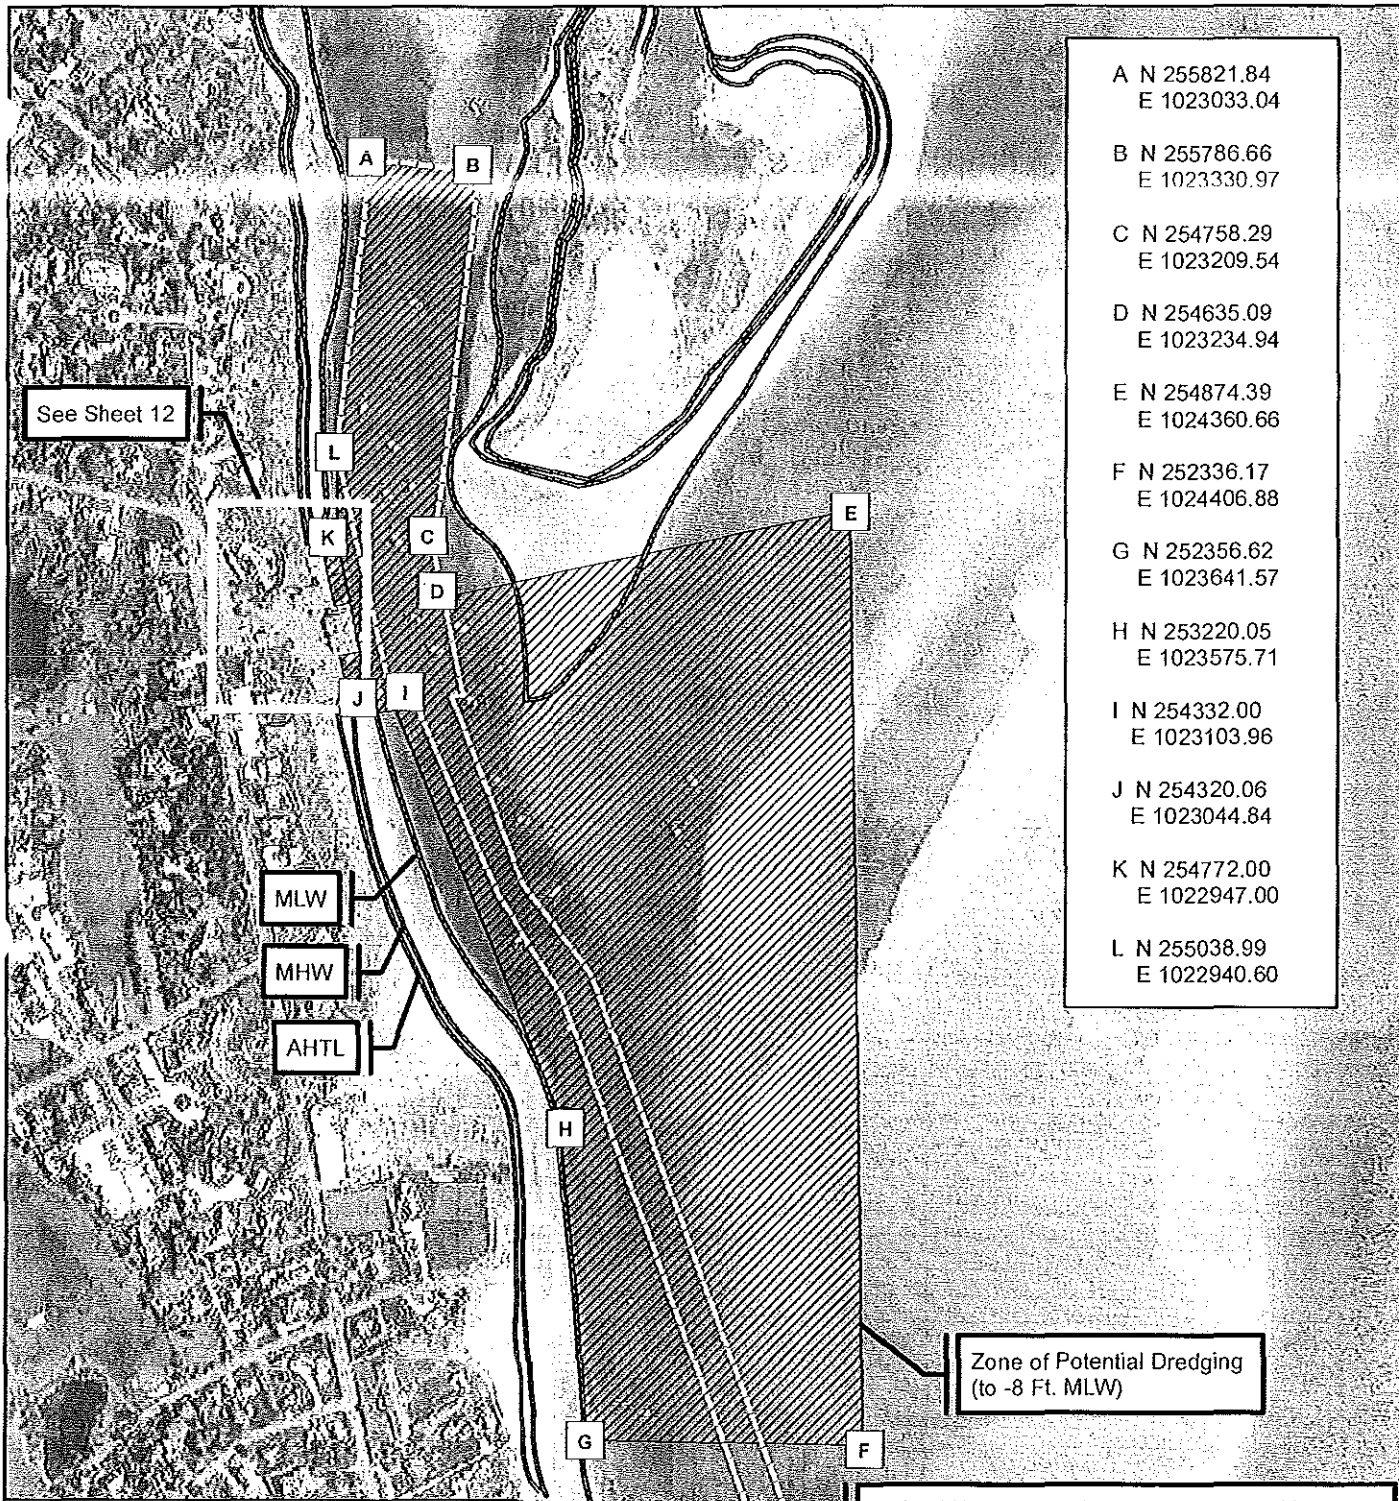 A N 255821.84
E 1023033.04
B N 255786.66
E 1023330.97
C N 254758.29
E 1023209.54
D N 254635.09
E 1023234.94
E N 254874.39
E 1024360.66
F N 252336.17
E 1024406.88
G N 252356.62
E 1023641.57
H N 253220.05
E 1023575.71
I N 254332.00
E 1023103.96
J N 254320.06
E 1023044.84
K N 254772.00
E 1022947.00
L N 255038.99
E 1022940.60
A
B
See Sheet 12
L
K
C
E
D
J
I
MLW
MHW
AHTL
H
Zone of Potential Dredging
(to -8 Ft. MLW)
G
F